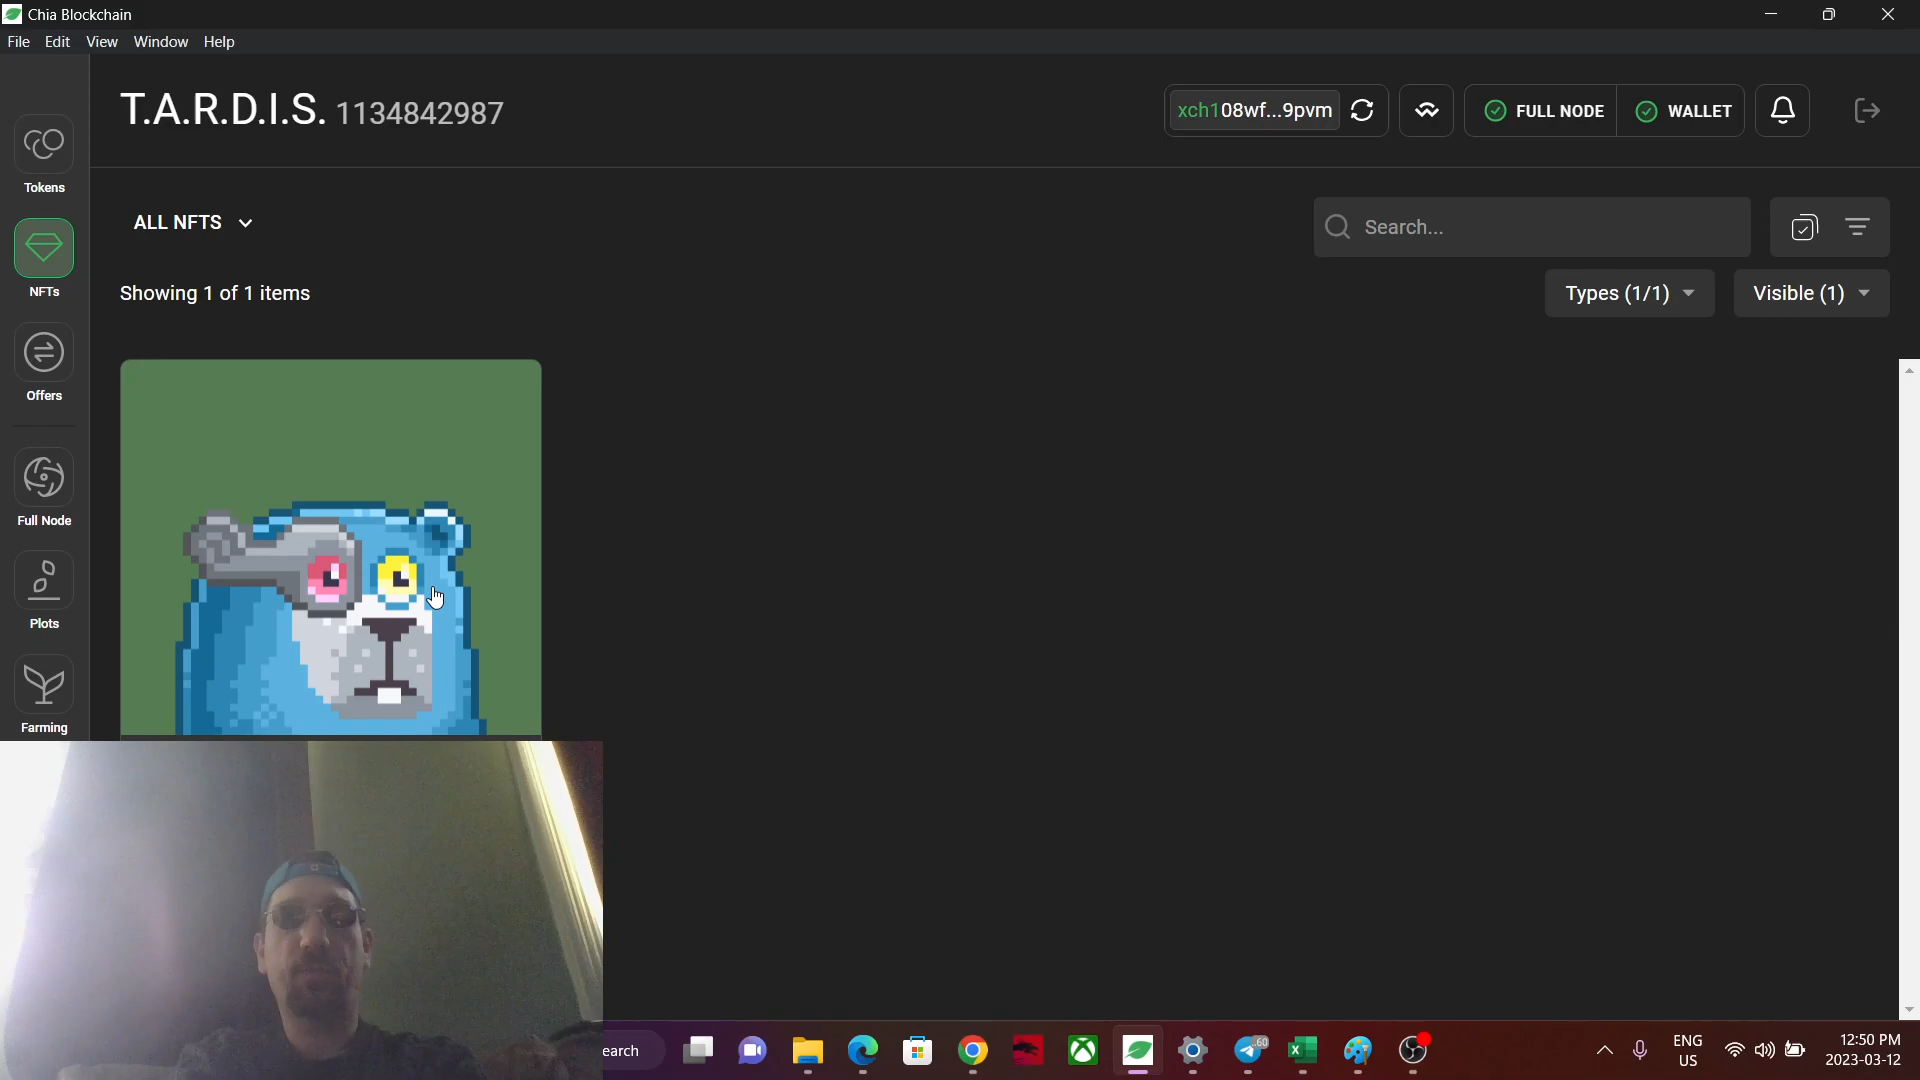 Chia Blockchain
File Edit View Window Help
T.A.R.D.I.S. 1134842987
xch108wf...9pvm
FULL NODE
WALLET
Tokens
NFTs
Offers
Full Node
Plots
Farming
ALL NFTS
Search...
Showing 1 of 1 items
Types (1/1)
Visible (1)
earch
60
ENG
US
12:50 PM
2023-03-12